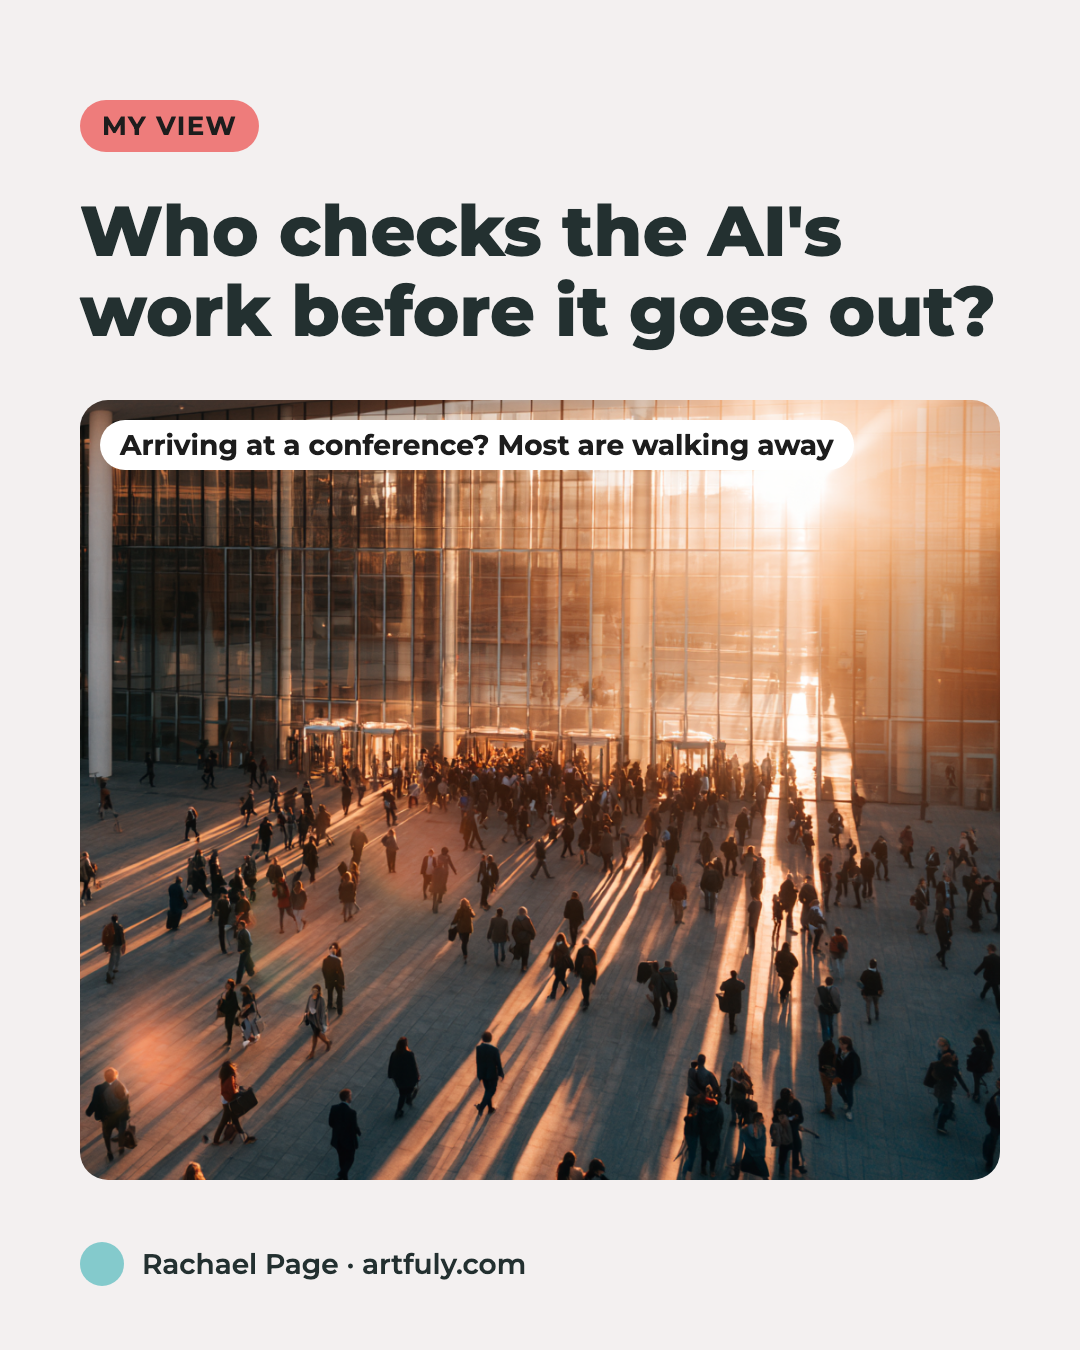 MY VIEW
Who checks the AI's
work before it goes out?
Arriving at a conference? Most are walking away
Rachael Page · artfuly.com